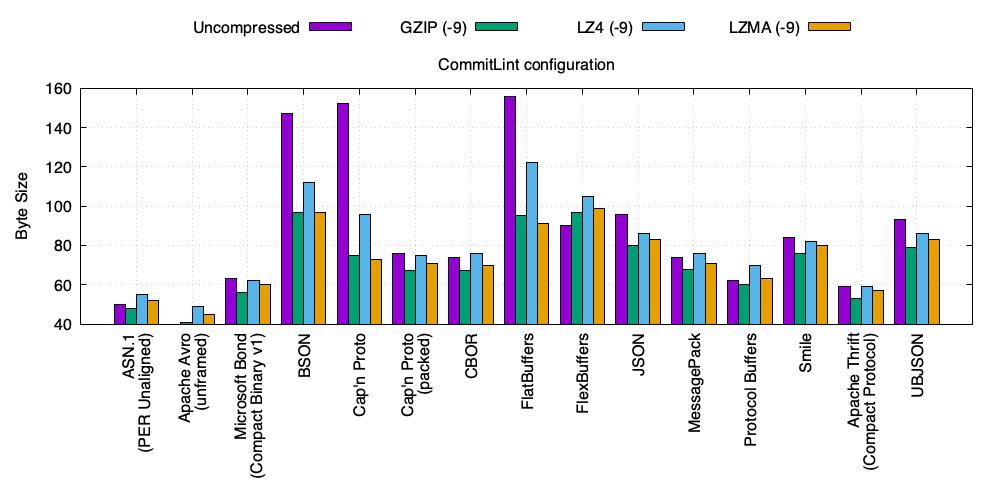 Uncompressed GZIP (-9) LZ4 (-9) LZMA (-9)
CommitLint configuration
Byte Size
160
140
120
100
80
60
40
ASN.1
(PER Unaligned)
Apache Avro
(unframed)
Microsoft Bond
(Compact Binary v1)
BSON
Cap'n Proto
Cap'n Proto
(packed)
CBOR
FlatBuffers
FlexBuffers
JSON
MessagePack
Protocol Buffers
Smile
Apache Thrift
(Compact Protocol)
UBJSON